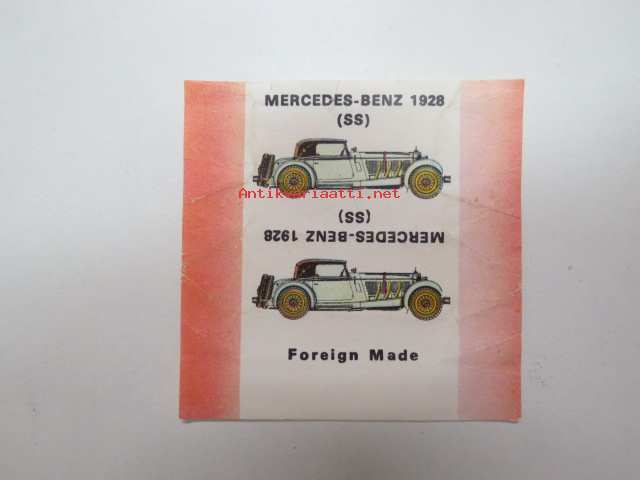 MERCEDES-BENZ 1928
(SS)
Antikvariaatti.net
(SS)
MERCEDES-BENZ 1928
Foreign Made